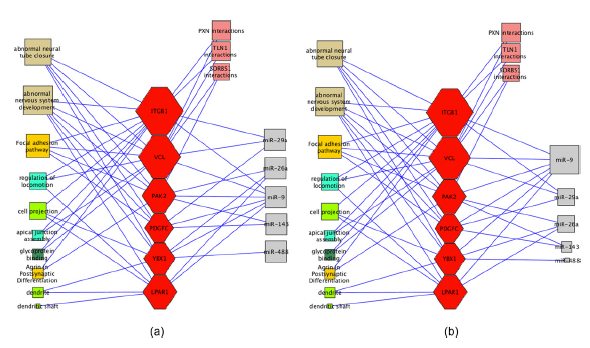 PXN interactions
TLN1
interactions
SORBS1
interactions
abnormal neural
tube closure
abnormal
nervous system
development
Focal adhesion
pathway
regulation of
locomotion
cell projection
apical junction
assembly
glycoprotein
binding
Agrin in
Postsynaptic
Differentiation
dendrite
dendritic shaft
ITGB1
VCL
PAK2
PDGFC
YBX1
LPAR1
miR-29a
miR-26a
miR-9
miR-143
miR-488
(a)
PXN interactions
TLN1
interactions
SORBS1
interactions
abnormal neural
tube closure
abnormal
nervous system
development
Focal adhesion
pathway
regulation of
locomotion
cell projection
apical junction
assembly
glycoprotein
binding
Agrin in
Postsynaptic
Differentiation
dendrite
dendritic shaft
ITGB1
VCL
PAK2
PDGFC
YBX1
LPAR1
miR-9
miR-29a
miR-26a
miR-143
miR-488
(b)